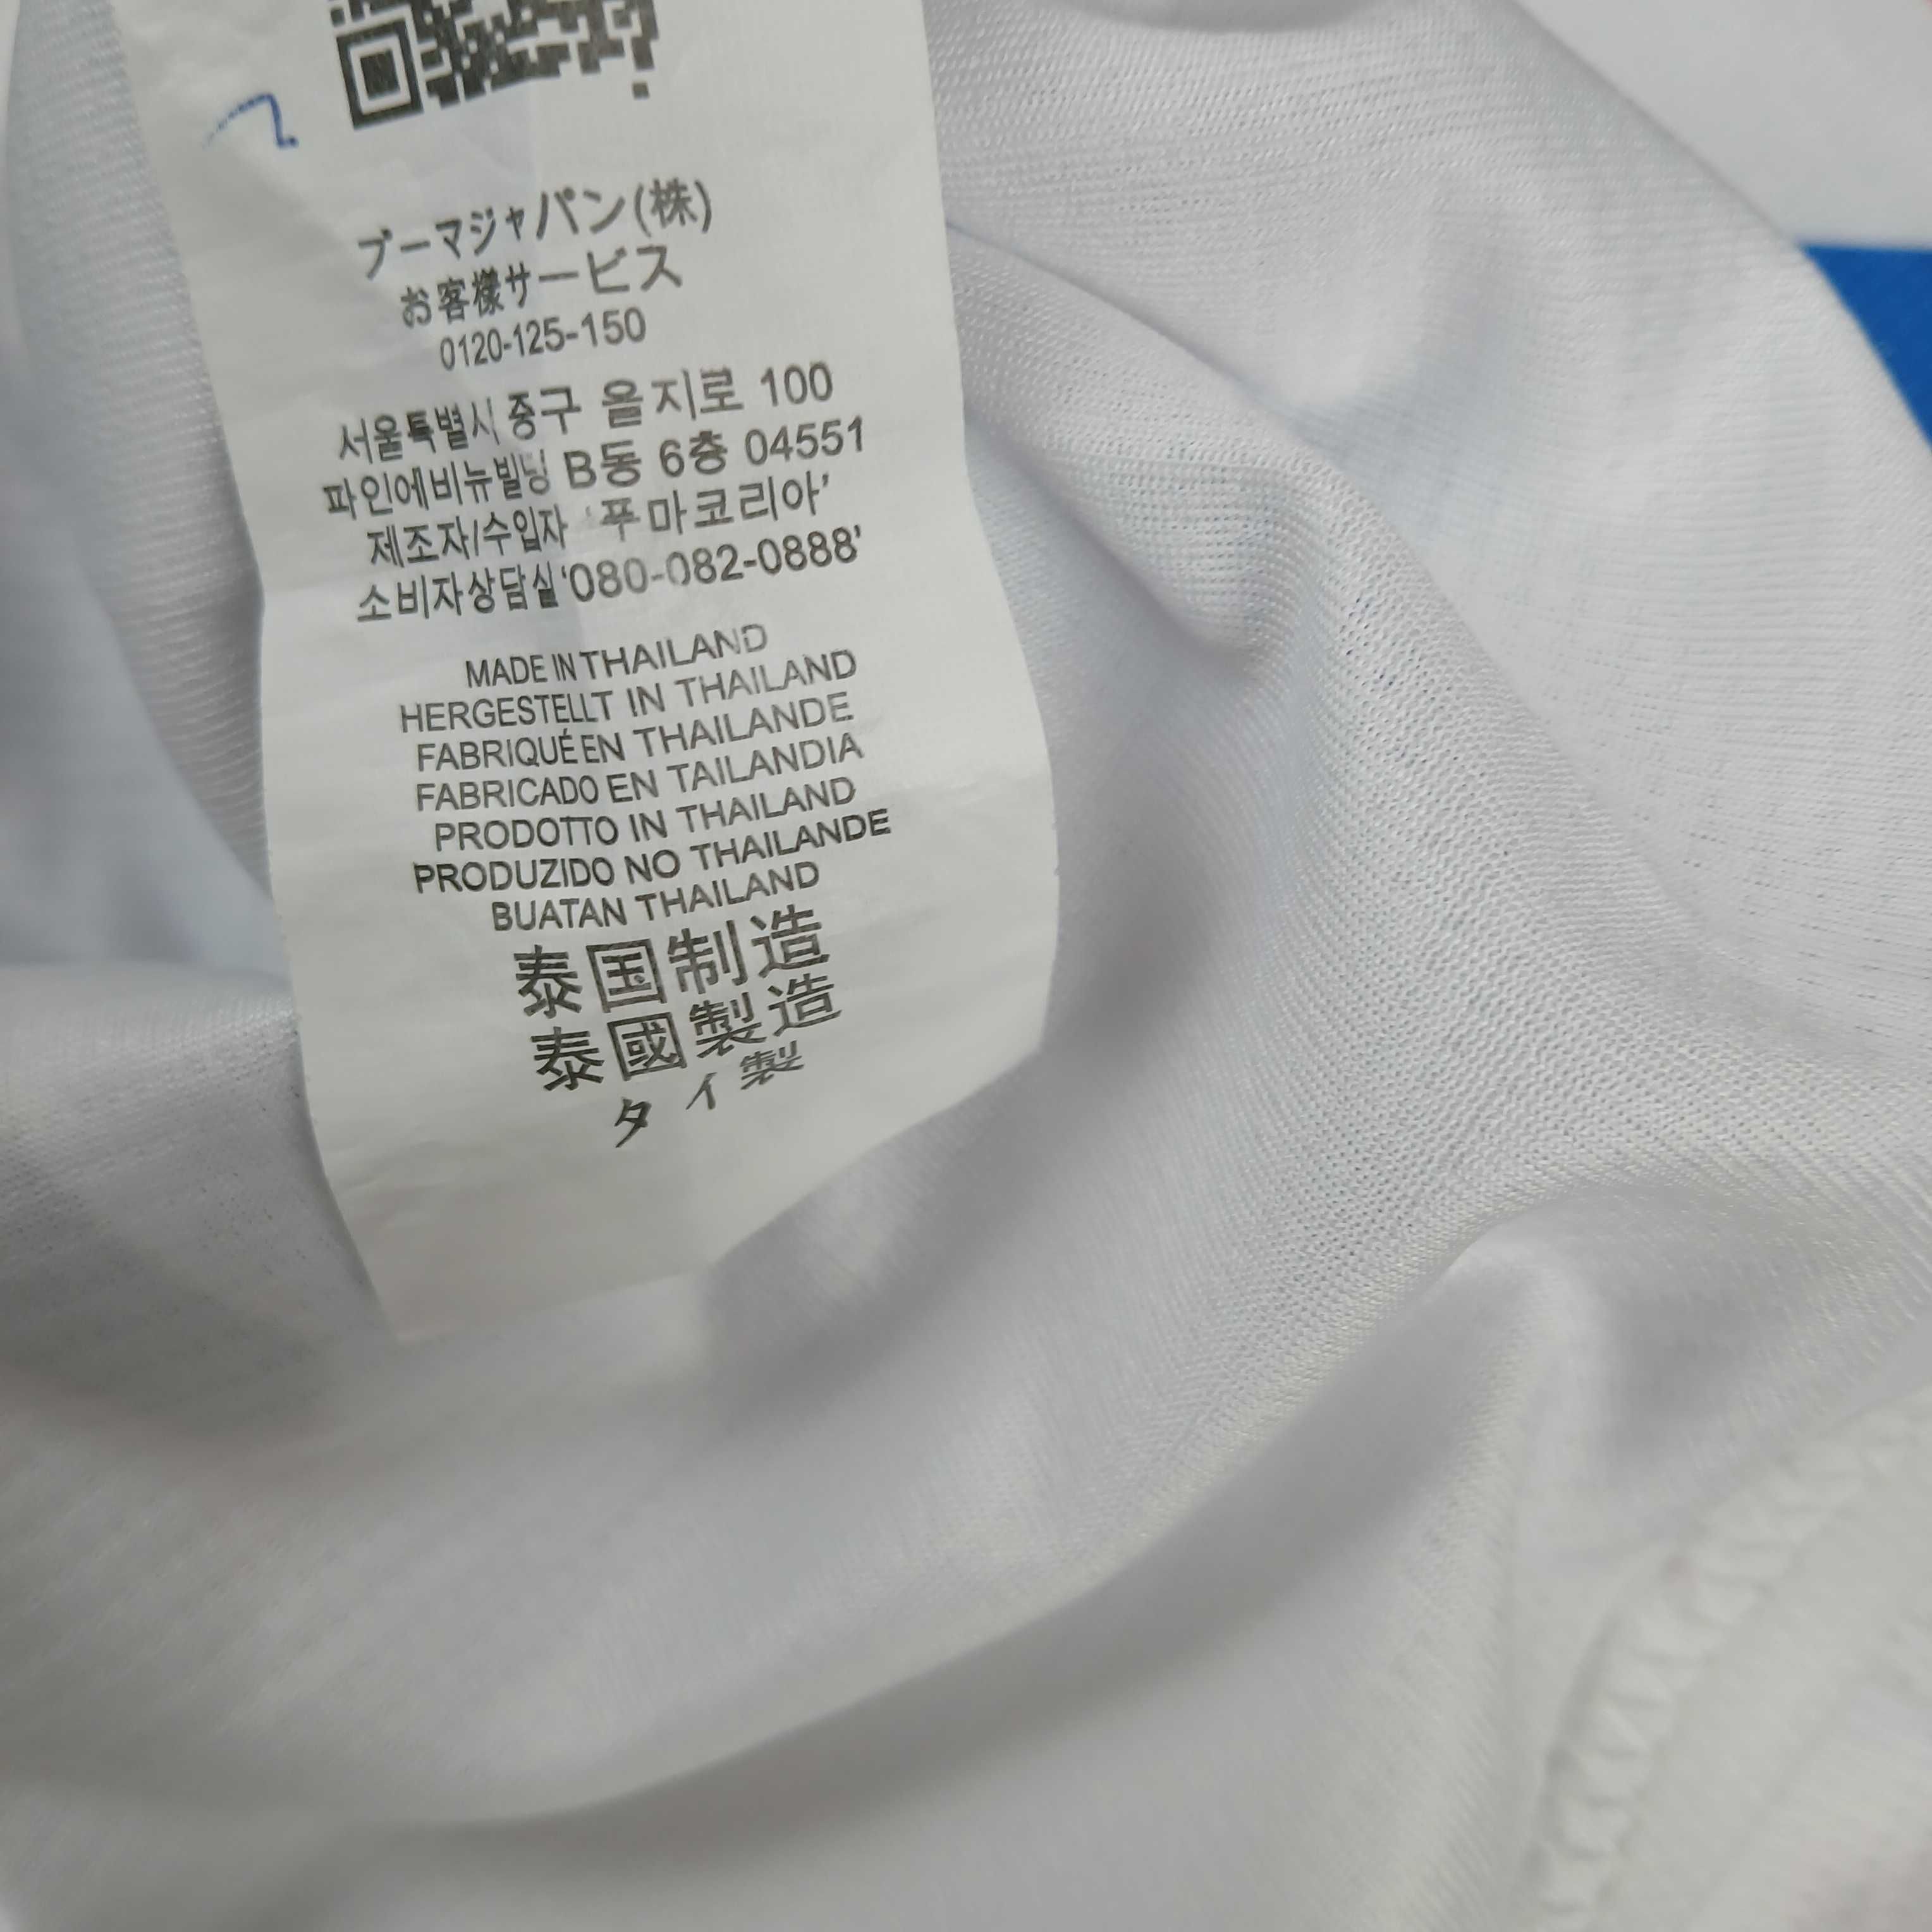 プーマジャパン(株)
お客様サービス
0120-125-150
서울특별시 중구 을지로 100
파인에비뉴빌딩 B동 6층 04551
제조자/수입자 '푸마코리아'
소비자상담실'080-082-0888'
MADE IN THAILAND
HERGESTELLT IN THAILAND
FABRIQUÉ EN THAILANDE
FABRICADO EN TAILANDIA
PRODOTTO IN THAILAND
PRODUZIDO NO THAILANDE
BUATAN THAILAND
泰国制造
泰國製造
タイ製